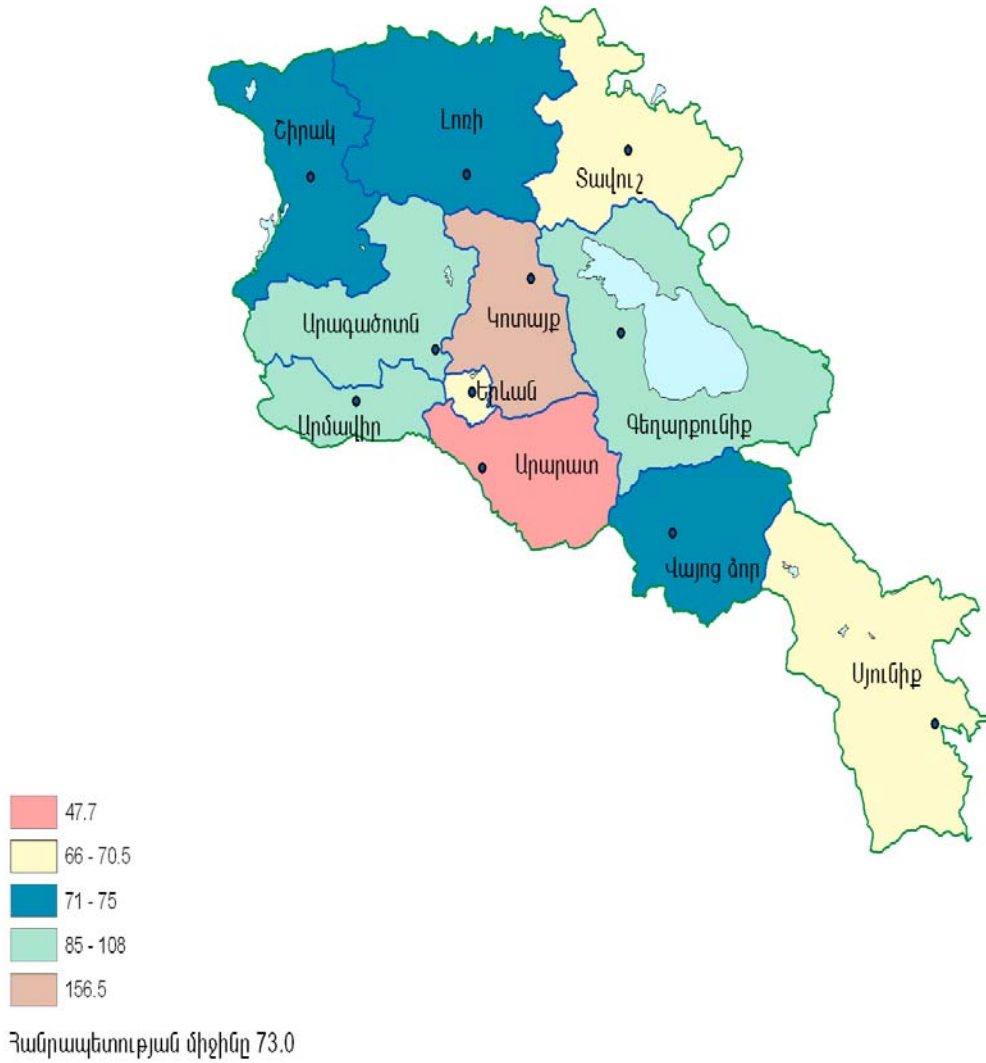 Շիրակ
Լոռի
Տավուշ
Արագածոտն
Կոտայք
Երևան
Արմավիր
Գեղարքունիք
Արարատ
Վայոց ձոր
Սյունիք
47.7
66 - 70.5
71 - 75
85 - 108
156.5
Հանրապետության միջինը 73.0